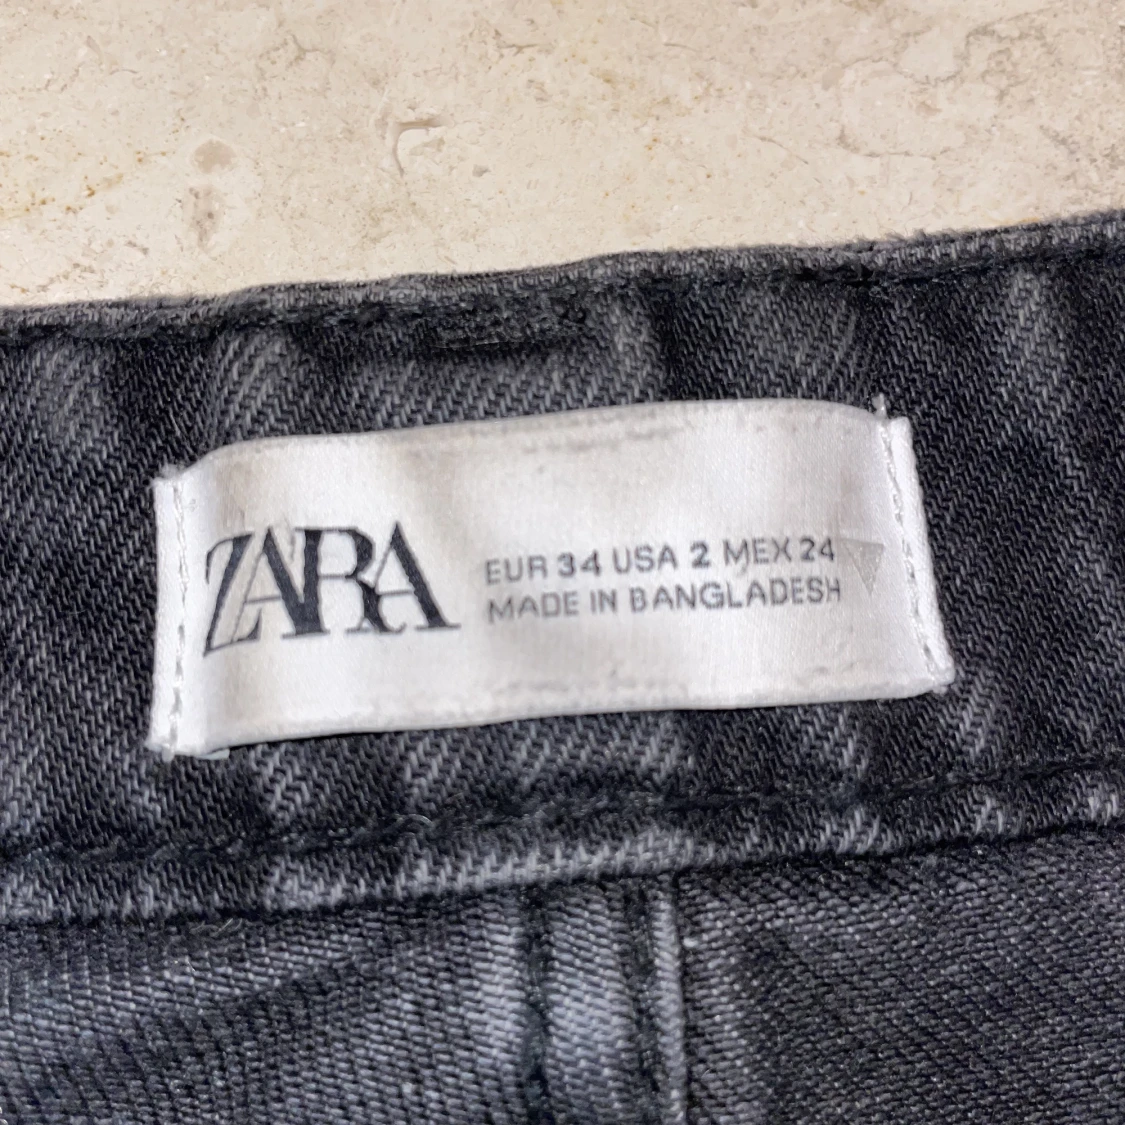 ZARA
EUR 34 USA 2 MEX 24
MADE IN BANGLADESH